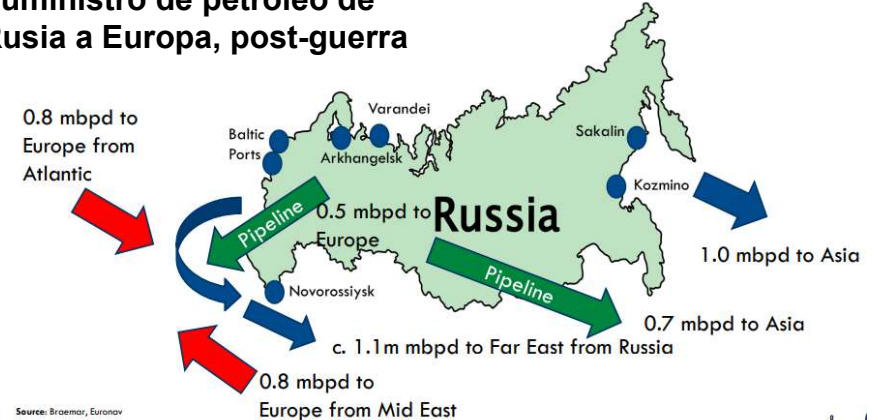 uministro de petróleo de
Rusia a Europa, post-guerra
0.8 mbpd to
Europe from
Atlantic
Baltic
Ports
Varandei
Arkhangelsk
Sakalin
Kozmino
Pipeline
0.5 mbpd to
Europe
Russia
1.0 mbpd to Asia
Pipeline
Novorossiysk
0.7 mbpd to Asia
c. 1.1m mbpd to Far East from Russia
0.8 mbpd to
Europe from Mid East
Source: Braemar, Euronav